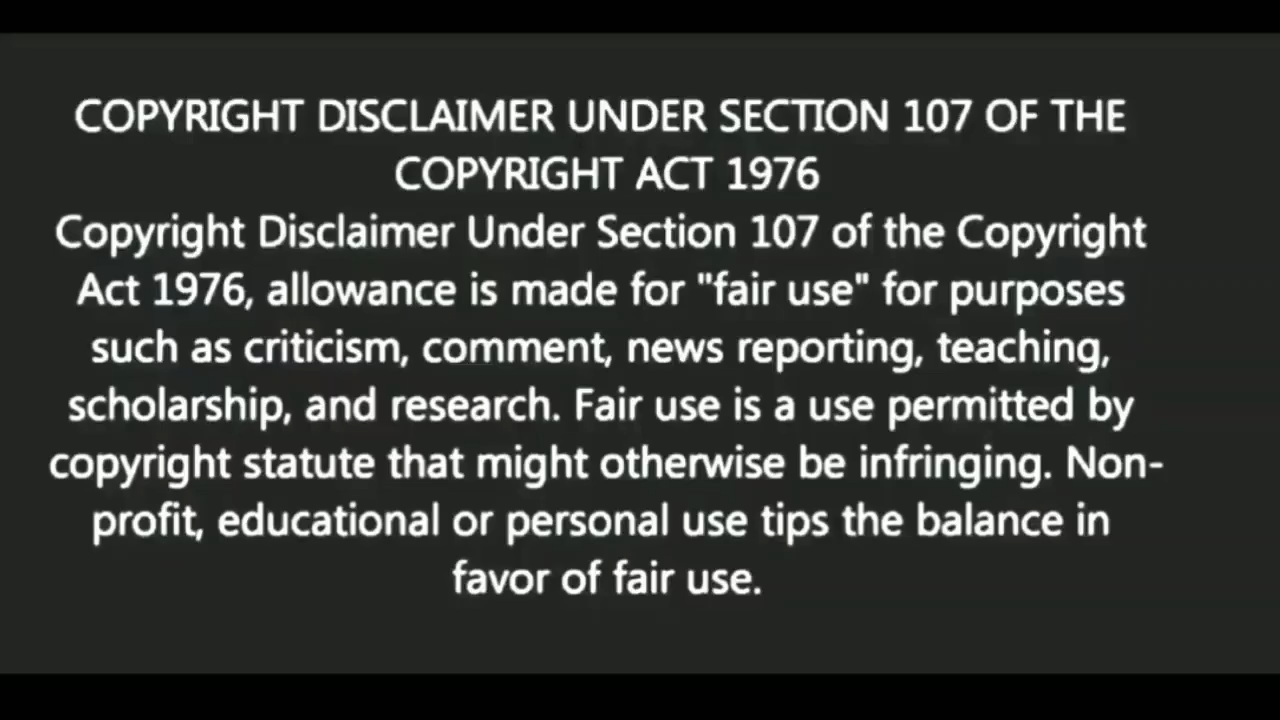 COPYRIGHT DISCLAIMER UNDER SECTION 107 OF THE
COPYRIGHT ACT 1976
Copyright Disclaimer Under Section 107 of the Copyright
Act 1976, allowance is made for "fair use" for purposes
such as criticism, comment, news reporting, teaching,
scholarship, and research. Fair use is a use permitted by
copyright statute that might otherwise be infringing. Non-
profit, educational or personal use tips the balance in
favor of fair use.